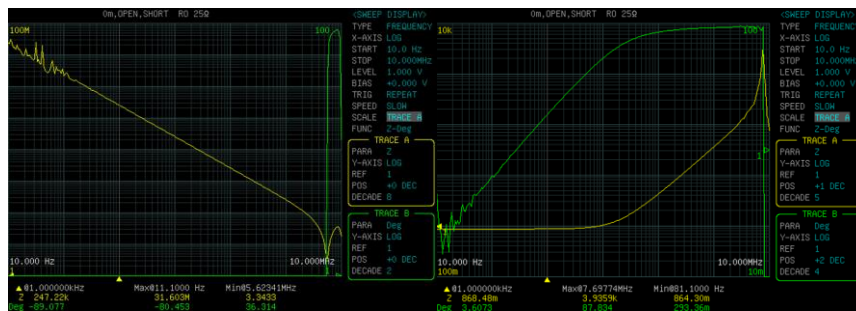 0m,OPEN,SHORT RO 25Ω
<SWEEP DISPLAY>
100M
100
TYPE FREQUENCY
X-AXIS LOG
START 10.0 Hz
STOP 10.000MHz
LEVEL 1.000 V
BIAS +0.000 V
TRIG REPEAT
SPEED SLOW
SCALE TRACE A
FUNC Z-Deg
TRACE A
PARA Z
Y-AXIS LOG
REF 1
POS +0 DEC
DECADE 8
TRACE B
PARA Deg
Y-AXIS LOG
REF 1
POS +0 DEC
DECADE 2
10.000 Hz
10.000MHz
1
@1.000000kHz Max@11.1000 Hz Min@5.62341MHz
Z 247.22k 31.603M 3.3433
Deg -89.077 -80.453 36.314
0m,OPEN,SHORT RO 25Ω
<SWEEP DISPLAY>
10k
100
TYPE FREQUENCY
X-AXIS LOG
START 10.0 Hz
STOP 10.000MHz
LEVEL 1.000 V
BIAS +0.000 V
TRIG REPEAT
SPEED SLOW
SCALE TRACE A
FUNC Z-Deg
TRACE A
PARA Z
Y-AXIS LOG
REF 1
POS +1 DEC
DECADE 5
TRACE B
PARA Deg
Y-AXIS LOG
REF 1
POS +2 DEC
DECADE 4
1
1
10.000 Hz
10.000MHz
100m
10m
@1.000000kHz Max@7.69774MHz Min@81.1000 Hz
Z 868.48m 3.9359k 864.30m
Deg 3.6073 87.834 293.36m